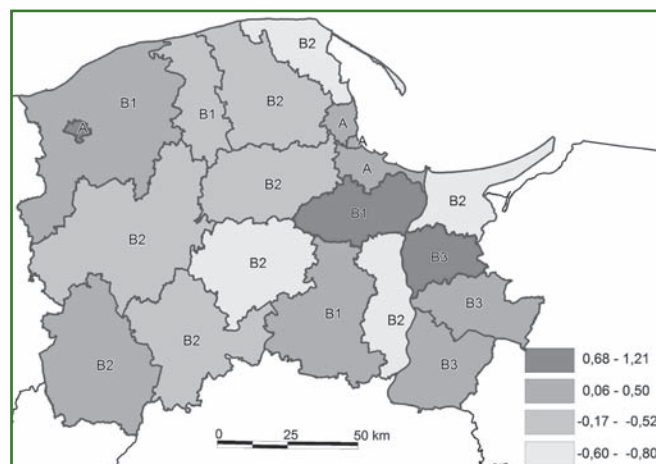 B2
B1
B1
B2
A
A
A
A
B2
B1
B2
B2
B2
B3
B3
B1
B2
B2
B2
B3
0,68 - 1,21
0,06 - 0,50
-0,17 - -0,52
-0,60 - -0,80
0 25 50 km